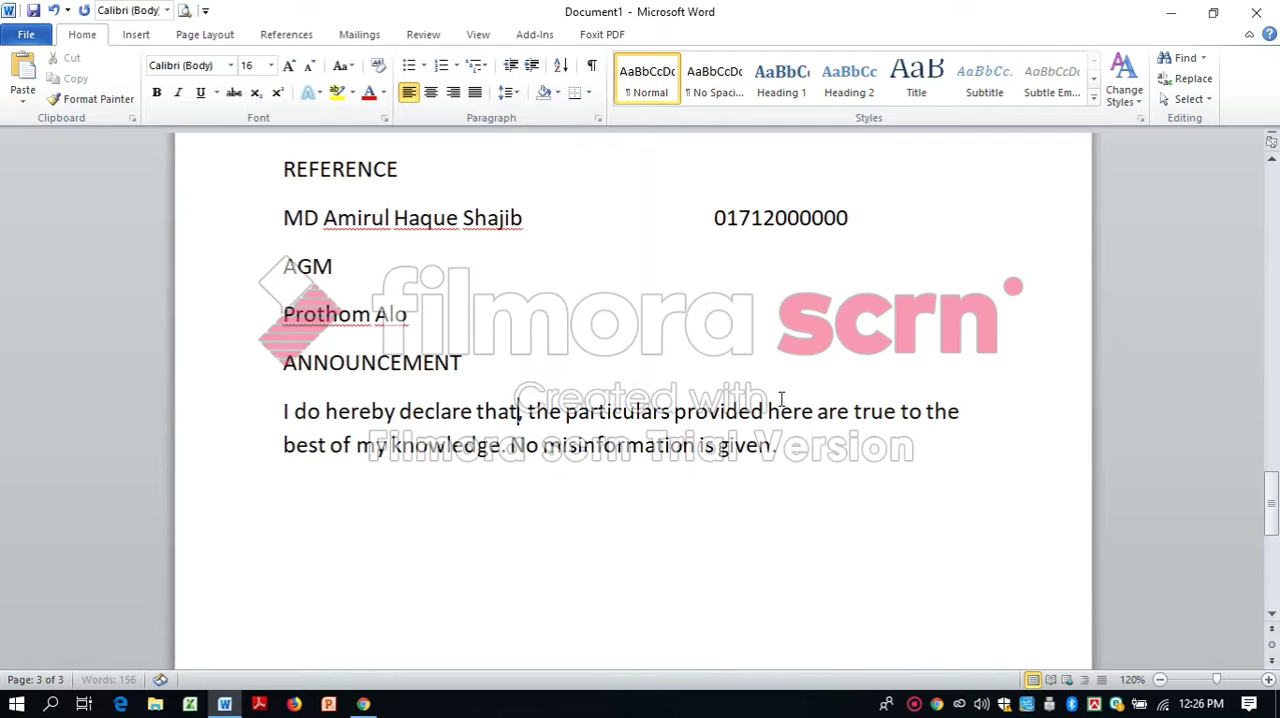 Calibri (Body)
Document1 - Microsoft Word
File Home Insert Page Layout References Mailings Review View Add-Ins Foxit PDF
Paste
Cut
Copy
Format Painter
Clipboard
Calibri (Body) 16
Font
Paragraph
AaBbCcDc AaBbCcDc AaBbC AaBbCc AaB AaBbCc. AaBbCcDc
¶ Normal ¶ No Spaci... Heading 1 Heading 2 Title Subtitle Subtle Em...
Styles
Change
Styles
Find
Replace
Select
Editing
REFERENCE
MD Amirul Haque Shajib 01712000000
AGM
Prothom Alo
filmora scrn
ANNOUNCEMENT
Created with
I do hereby declare that, the particulars provided here are true to the
best of my knowledge. No misinformation is given.
Filmora scrn Trial Version
Page: 3 of 3 Words: 156 120%
12:26 PM